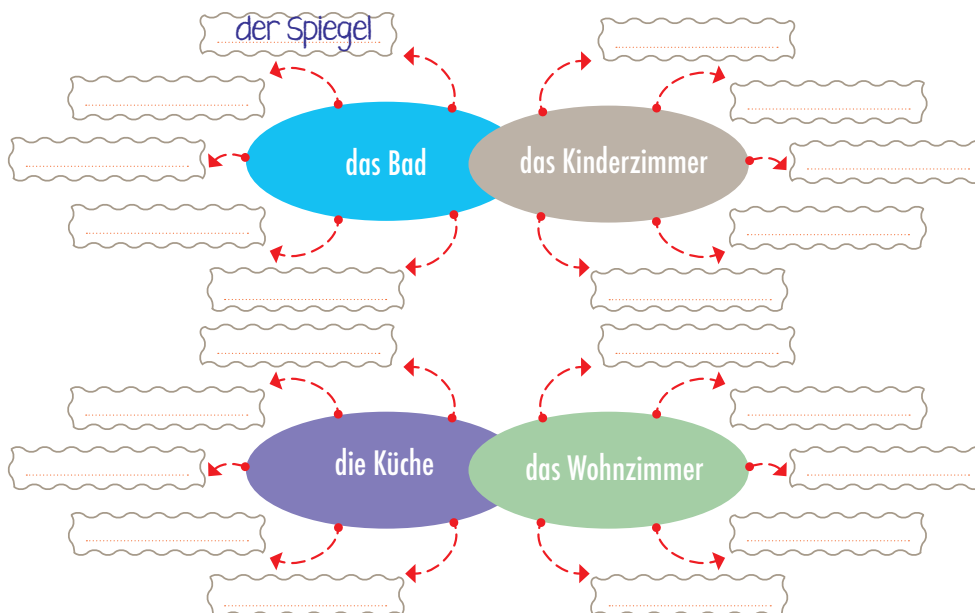 der Spiegel
das Bad
das Kinderzimmer
die Küche
das Wohnzimmer